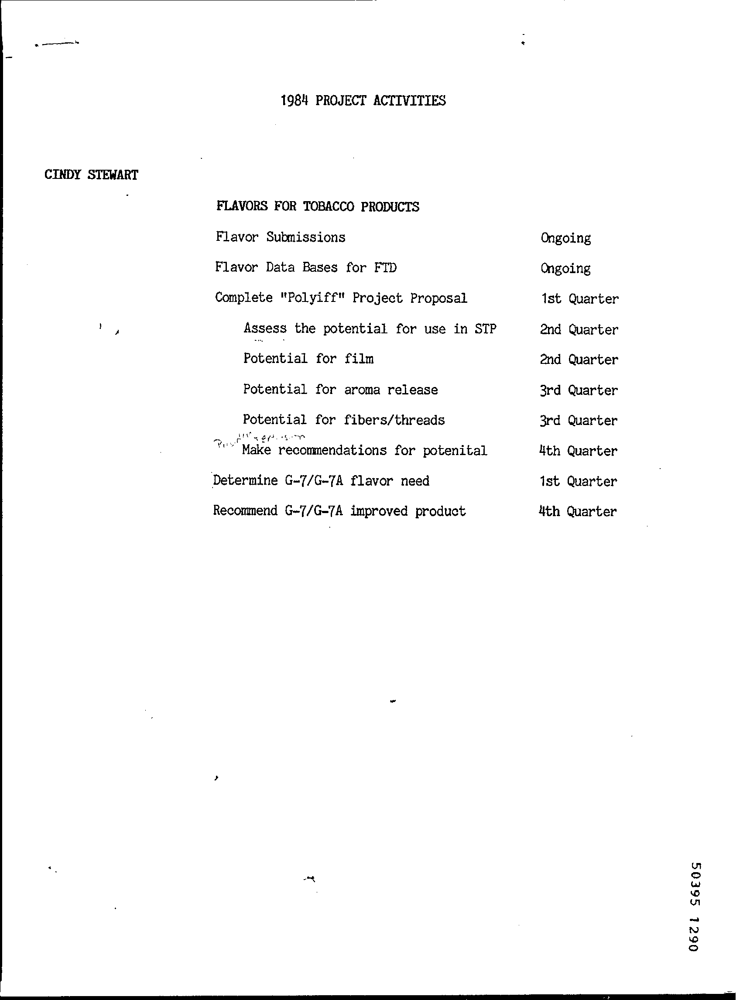 1984 PROJECT ACTIVITIES
CINDY STEWART
FLAVORS FOR TOBACCO PRODUCTS
Flavor Submissions Ongoing
Flavor Data Bases for FTD Ongoing
Complete "Polyiff" Project Proposal 1st Quarter
Assess the potential for use in STP 2nd Quarter
Potential for film 2nd Quarter
Potential for aroma release 3rd Quarter
Potential for fibers/threads 3rd Quarter
Make recommendations for potenital 4th Quarter
Determine G-7/G-7A flavor need 1st Quarter
Recommend G-7/G-7A improved product 4th Quarter
50395 1290